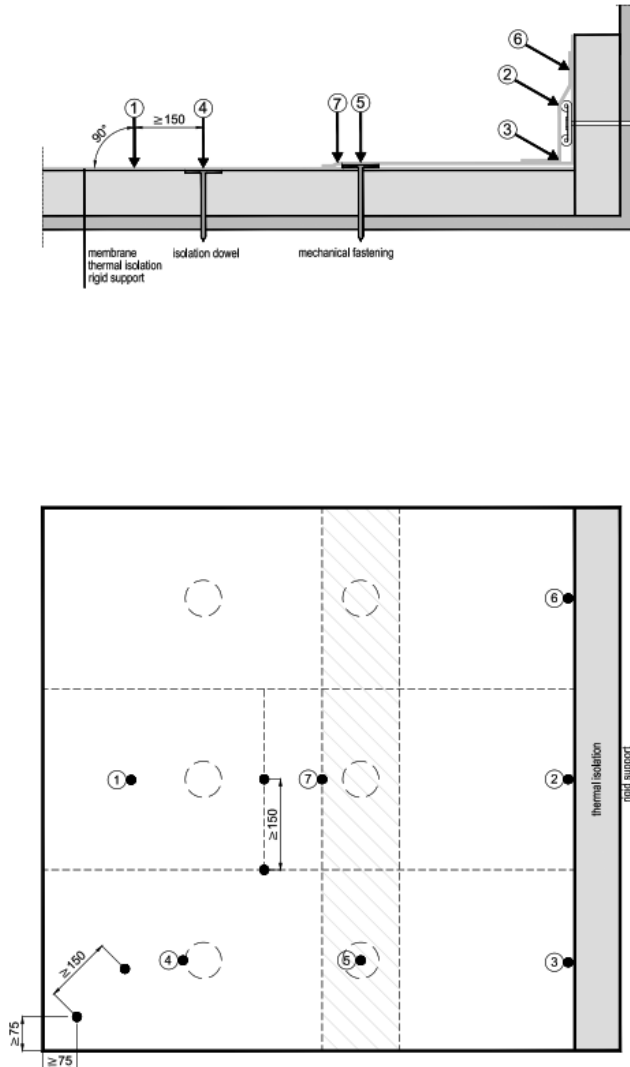 6
2
1
≥150
4
7
5
3
90°
membrane
thermal isolation
rigid support
isolation dowel
mechanical fastening
6
1
7
2
≥150
thermal isolation
rigid support
≥150
4
5
3
≥75
≥75